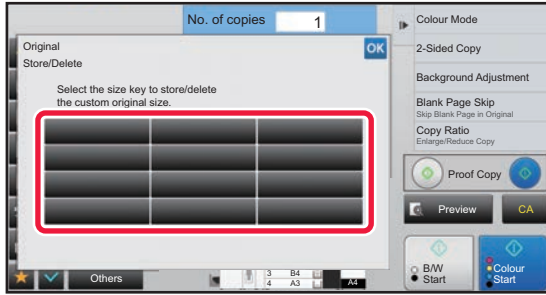 No. of copies 1
Original
OK
Store/Delete
Select the size key to store/delete
the custom original size.
Colour Mode
2-Sided Copy
Background Adjustment
Blank Page Skip
Skip Blank Page in Original
Copy Ratio
Enlarge/Reduce Copy
Proof Copy
Preview
CA
B/W
Start
Colour
Start
Others
3 B4
4 A3
A4